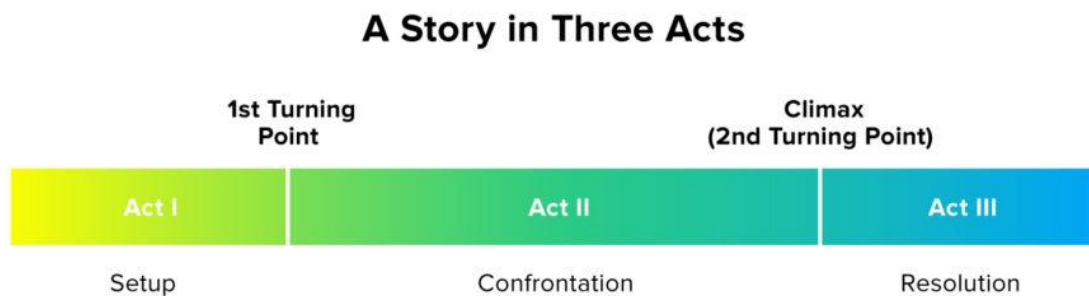 A Story in Three Acts
1st Turning
Point
Climax
(2nd Turning Point)
Act I
Act II
Act III
Setup
Confrontation
Resolution